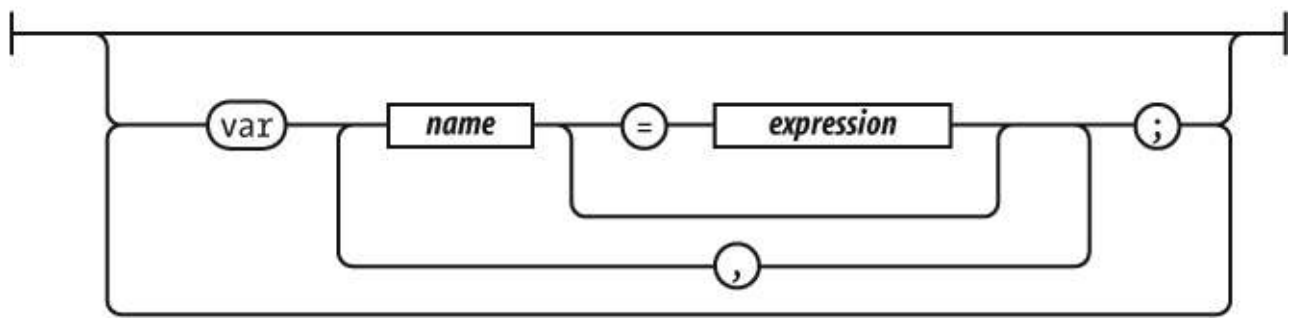 var name = expression ;
,